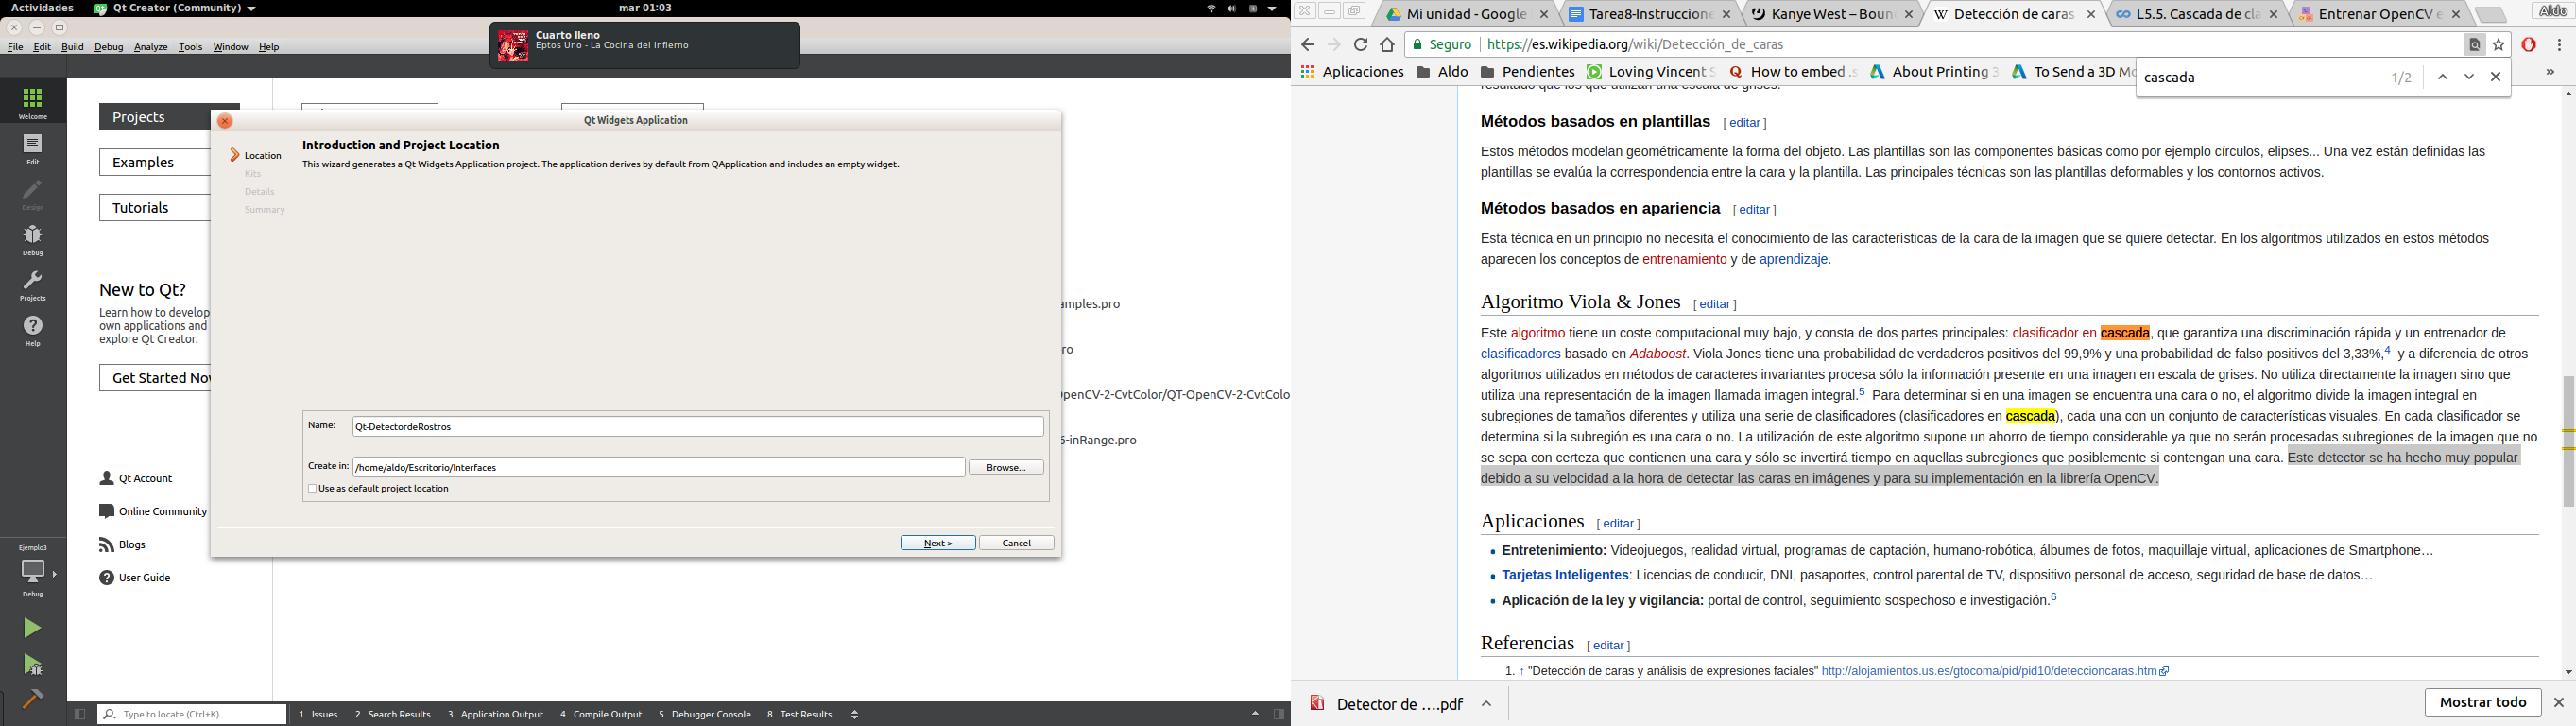 Actividades
Qt Creator (Community)
mar 01:03
File Edit Build Debug Analyze Tools Window Help
Cuarto lleno
Eptos Uno - La Cocina del Infierno
Welcome
Edit
Design
Debug
Projects
Help
Ejemplo3
Debug
Projects
Examples
Tutorials
New to Qt?
Learn how to develop
own applications and
explore Qt Creator.
Get Started Now
Qt Account
Online Community
Blogs
User Guide
Qt Widgets Application
Location
Kits
Details
Summary
Introduction and Project Location
This wizard generates a Qt Widgets Application project. The application derives by default from QApplication and includes an empty widget.
Name: Qt-DetectordeRostros
Create in: /home/aldo/Escritorio/Interfaces Browse...
Use as default project location
Next > Cancel
amples.pro
ro
OpenCV-2-CvtColor/QT-OpenCV-2-CvtColo
6-inRange.pro
Type to locate (Ctrl+K) 1 Issues 2 Search Results 3 Application Output 4 Compile Output 5 Debugger Console 8 Test Results
Mi unidad - Google Tarea8-Instruccione Kanye West – Boun Detección de caras L5.5. Cascada de cla Entrenar OpenCV e Aldo
Seguro https://es.wikipedia.org/wiki/Detección_de_caras
Aplicaciones Aldo Pendientes Loving Vincent S How to embed .s About Printing 3 To Send a 3D Mo »
cascada 1/2
resultado que los que utilizan una escala de grises.
Métodos basados en plantillas [ editar ]
Estos métodos modelan geométricamente la forma del objeto. Las plantillas son las componentes básicas como por ejemplo círculos, elipses... Una vez están definidas las
plantillas se evalúa la correspondencia entre la cara y la plantilla. Las principales técnicas son las plantillas deformables y los contornos activos.
Métodos basados en apariencia [ editar ]
Esta técnica en un principio no necesita el conocimiento de las características de la cara de la imagen que se quiere detectar. En los algoritmos utilizados en estos métodos
aparecen los conceptos de entrenamiento y de aprendizaje.
Algoritmo Viola & Jones [ editar ]
Este algoritmo tiene un coste computacional muy bajo, y consta de dos partes principales: clasificador en cascada, que garantiza una discriminación rápida y un entrenador de
clasificadores basado en Adaboost. Viola Jones tiene una probabilidad de verdaderos positivos del 99,9% y una probabilidad de falso positivos del 3,33%,4 y a diferencia de otros
algoritmos utilizados en métodos de caracteres invariantes procesa sólo la información presente en una imagen en escala de grises. No utiliza directamente la imagen sino que
utiliza una representación de la imagen llamada imagen integral.5 Para determinar si en una imagen se encuentra una cara o no, el algoritmo divide la imagen integral en
subregiones de tamaños diferentes y utiliza una serie de clasificadores (clasificadores en cascada), cada una con un conjunto de características visuales. En cada clasificador se
determina si la subregión es una cara o no. La utilización de este algoritmo supone un ahorro de tiempo considerable ya que no serán procesadas subregiones de la imagen que no
se sepa con certeza que contienen una cara y sólo se invertirá tiempo en aquellas subregiones que posiblemente si contengan una cara. Este detector se ha hecho muy popular
debido a su velocidad a la hora de detectar las caras en imágenes y para su implementación en la librería OpenCV.
Aplicaciones [ editar ]
Entretenimiento: Videojuegos, realidad virtual, programas de captación, humano-robótica, álbumes de fotos, maquillaje virtual, aplicaciones de Smartphone…
Tarjetas Inteligentes: Licencias de conducir, DNI, pasaportes, control parental de TV, dispositivo personal de acceso, seguridad de base de datos…
Aplicación de la ley y vigilancia: portal de control, seguimiento sospechoso e investigación.6
Referencias [ editar ]
1. ↑ "Detección de caras y análisis de expresiones faciales" http://alojamientos.us.es/gtocoma/pid/pid10/deteccioncaras.htm
Detector de ….pdf
Mostrar todo